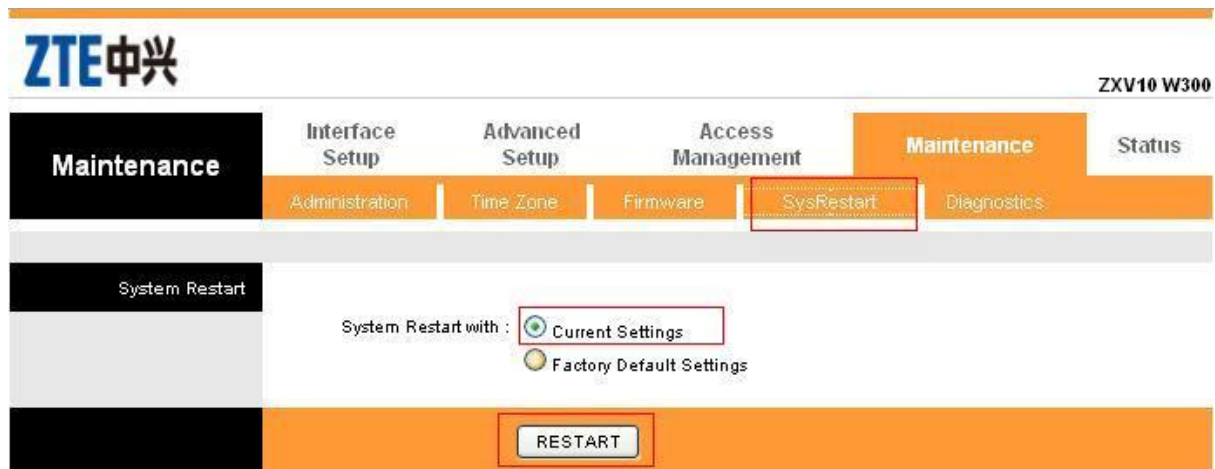 ZTE中兴
ZXV10 W300
Maintenance
Interface Setup
Advanced Setup
Access Management
Maintenance
Status
Administration
Time Zone
Firmware
SysRestart
Diagnostics
System Restart
System Restart with :
Current Settings
Factory Default Settings
RESTART